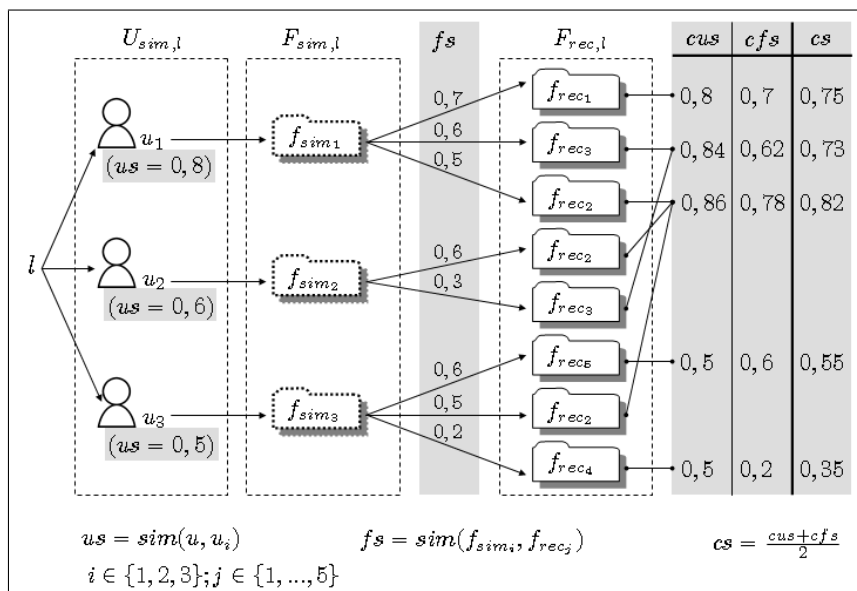 U_sim,l F_sim,l fs F_rec,l cus cfs cs
0,7 f_rec1 0,8 0,7 0,75
u_1 f_sim1 0,6 f_rec3 0,84 0,62 0,73
(us = 0,8) 0,5 f_rec2 0,86 0,78 0,82
l u_2 f_sim2 0,6 f_rec2
(us = 0,6) 0,3 f_rec3
0,6 f_rec5 0,5 0,6 0,55
u_3 f_sim3 0,5 f_rec2
(us = 0,5) 0,2 f_rec4 0,5 0,2 0,35
us = sim(u, u_i) fs = sim(f_sim_i, f_rec_j) cs = (cus+cfs)/2
i ∈ {1, 2, 3}; j ∈ {1, ..., 5}